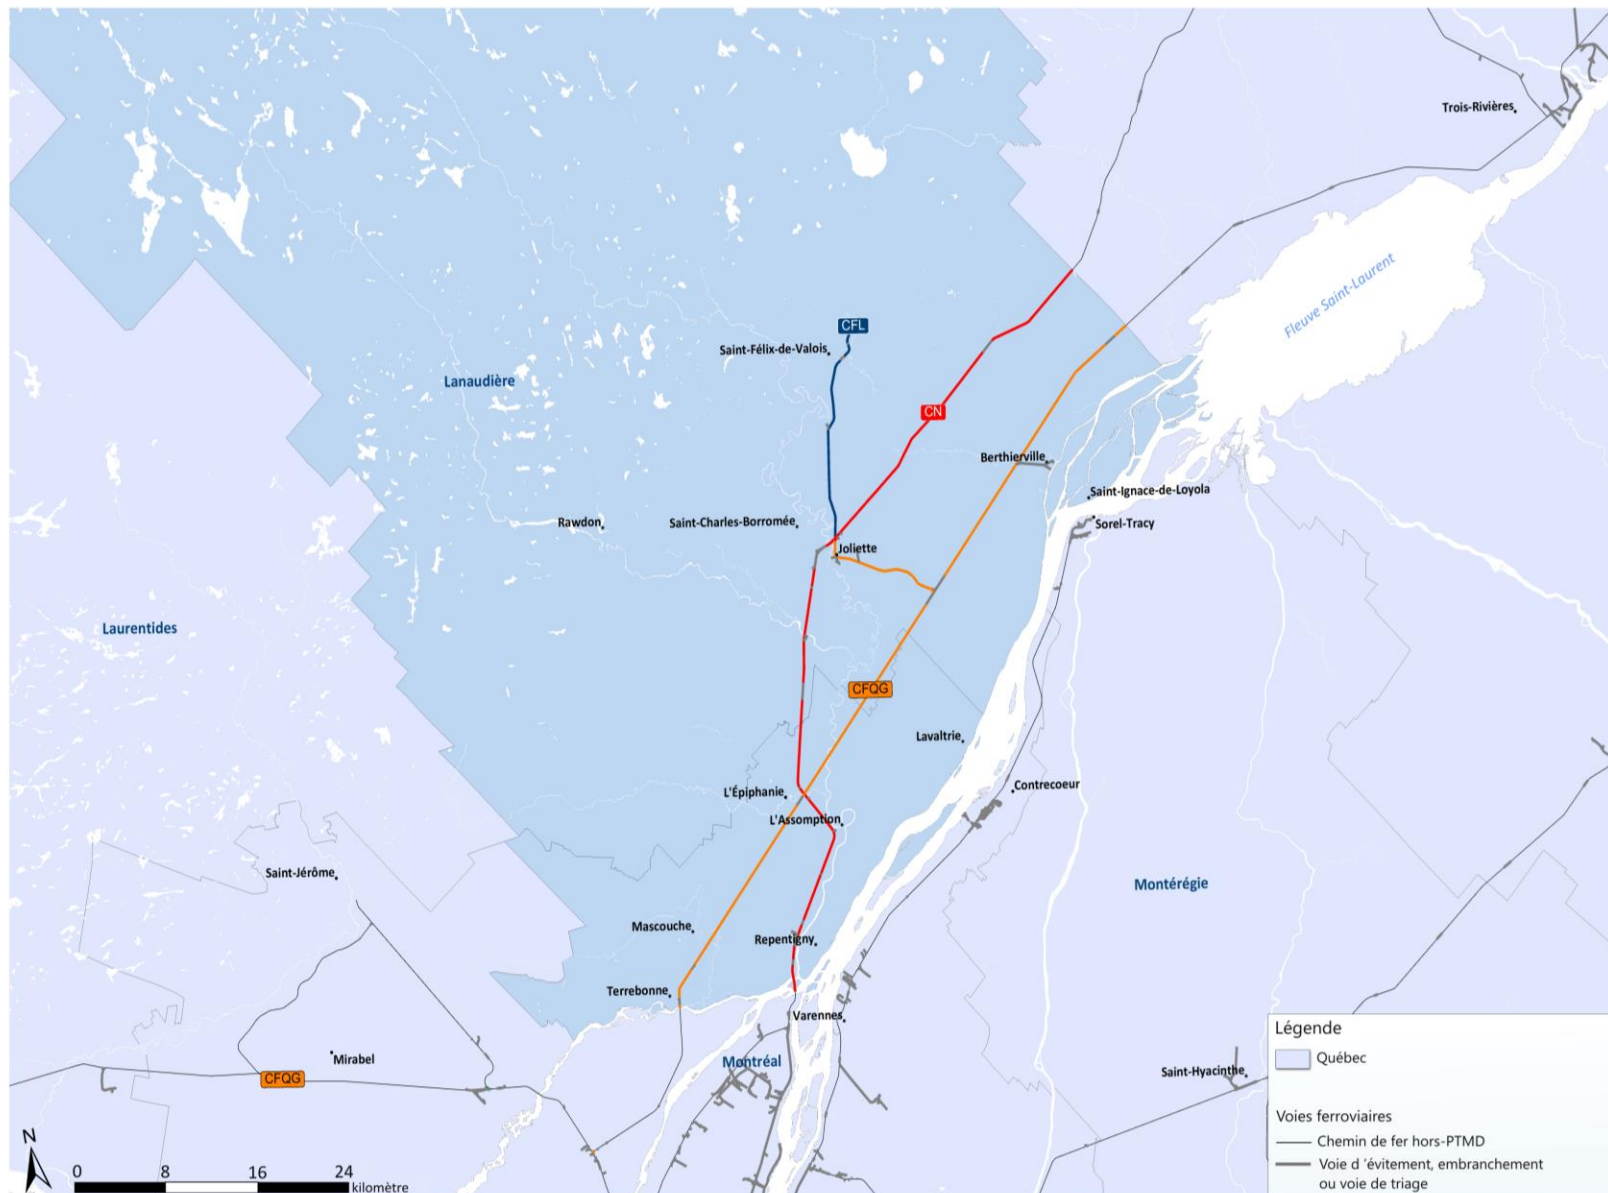 Trois-Rivières
Fleuve Saint-Laurent
CFL
Saint-Félix-de-Valois
Lanaudière
CN
Berthierville
Saint-Ignace-de-Loyola
Rawdon
Saint-Charles-Borromée
Sorel-Tracy
Joliette
Laurentides
CFQG
Lavaltrie
L'Épiphanie
Contrecoeur
L'Assomption
Saint-Jérôme
Montérégie
Mascouche
Repentigny
Terrebonne
Varennes
Mirabel
Montréal
CFQG
Saint-Hyacinthe
Légende
Québec
Voies ferroviaires
Chemin de fer hors-PTMD
Voie d 'évitement, embranchement
ou voie de triage
N
0 8 16 24
kilomètre